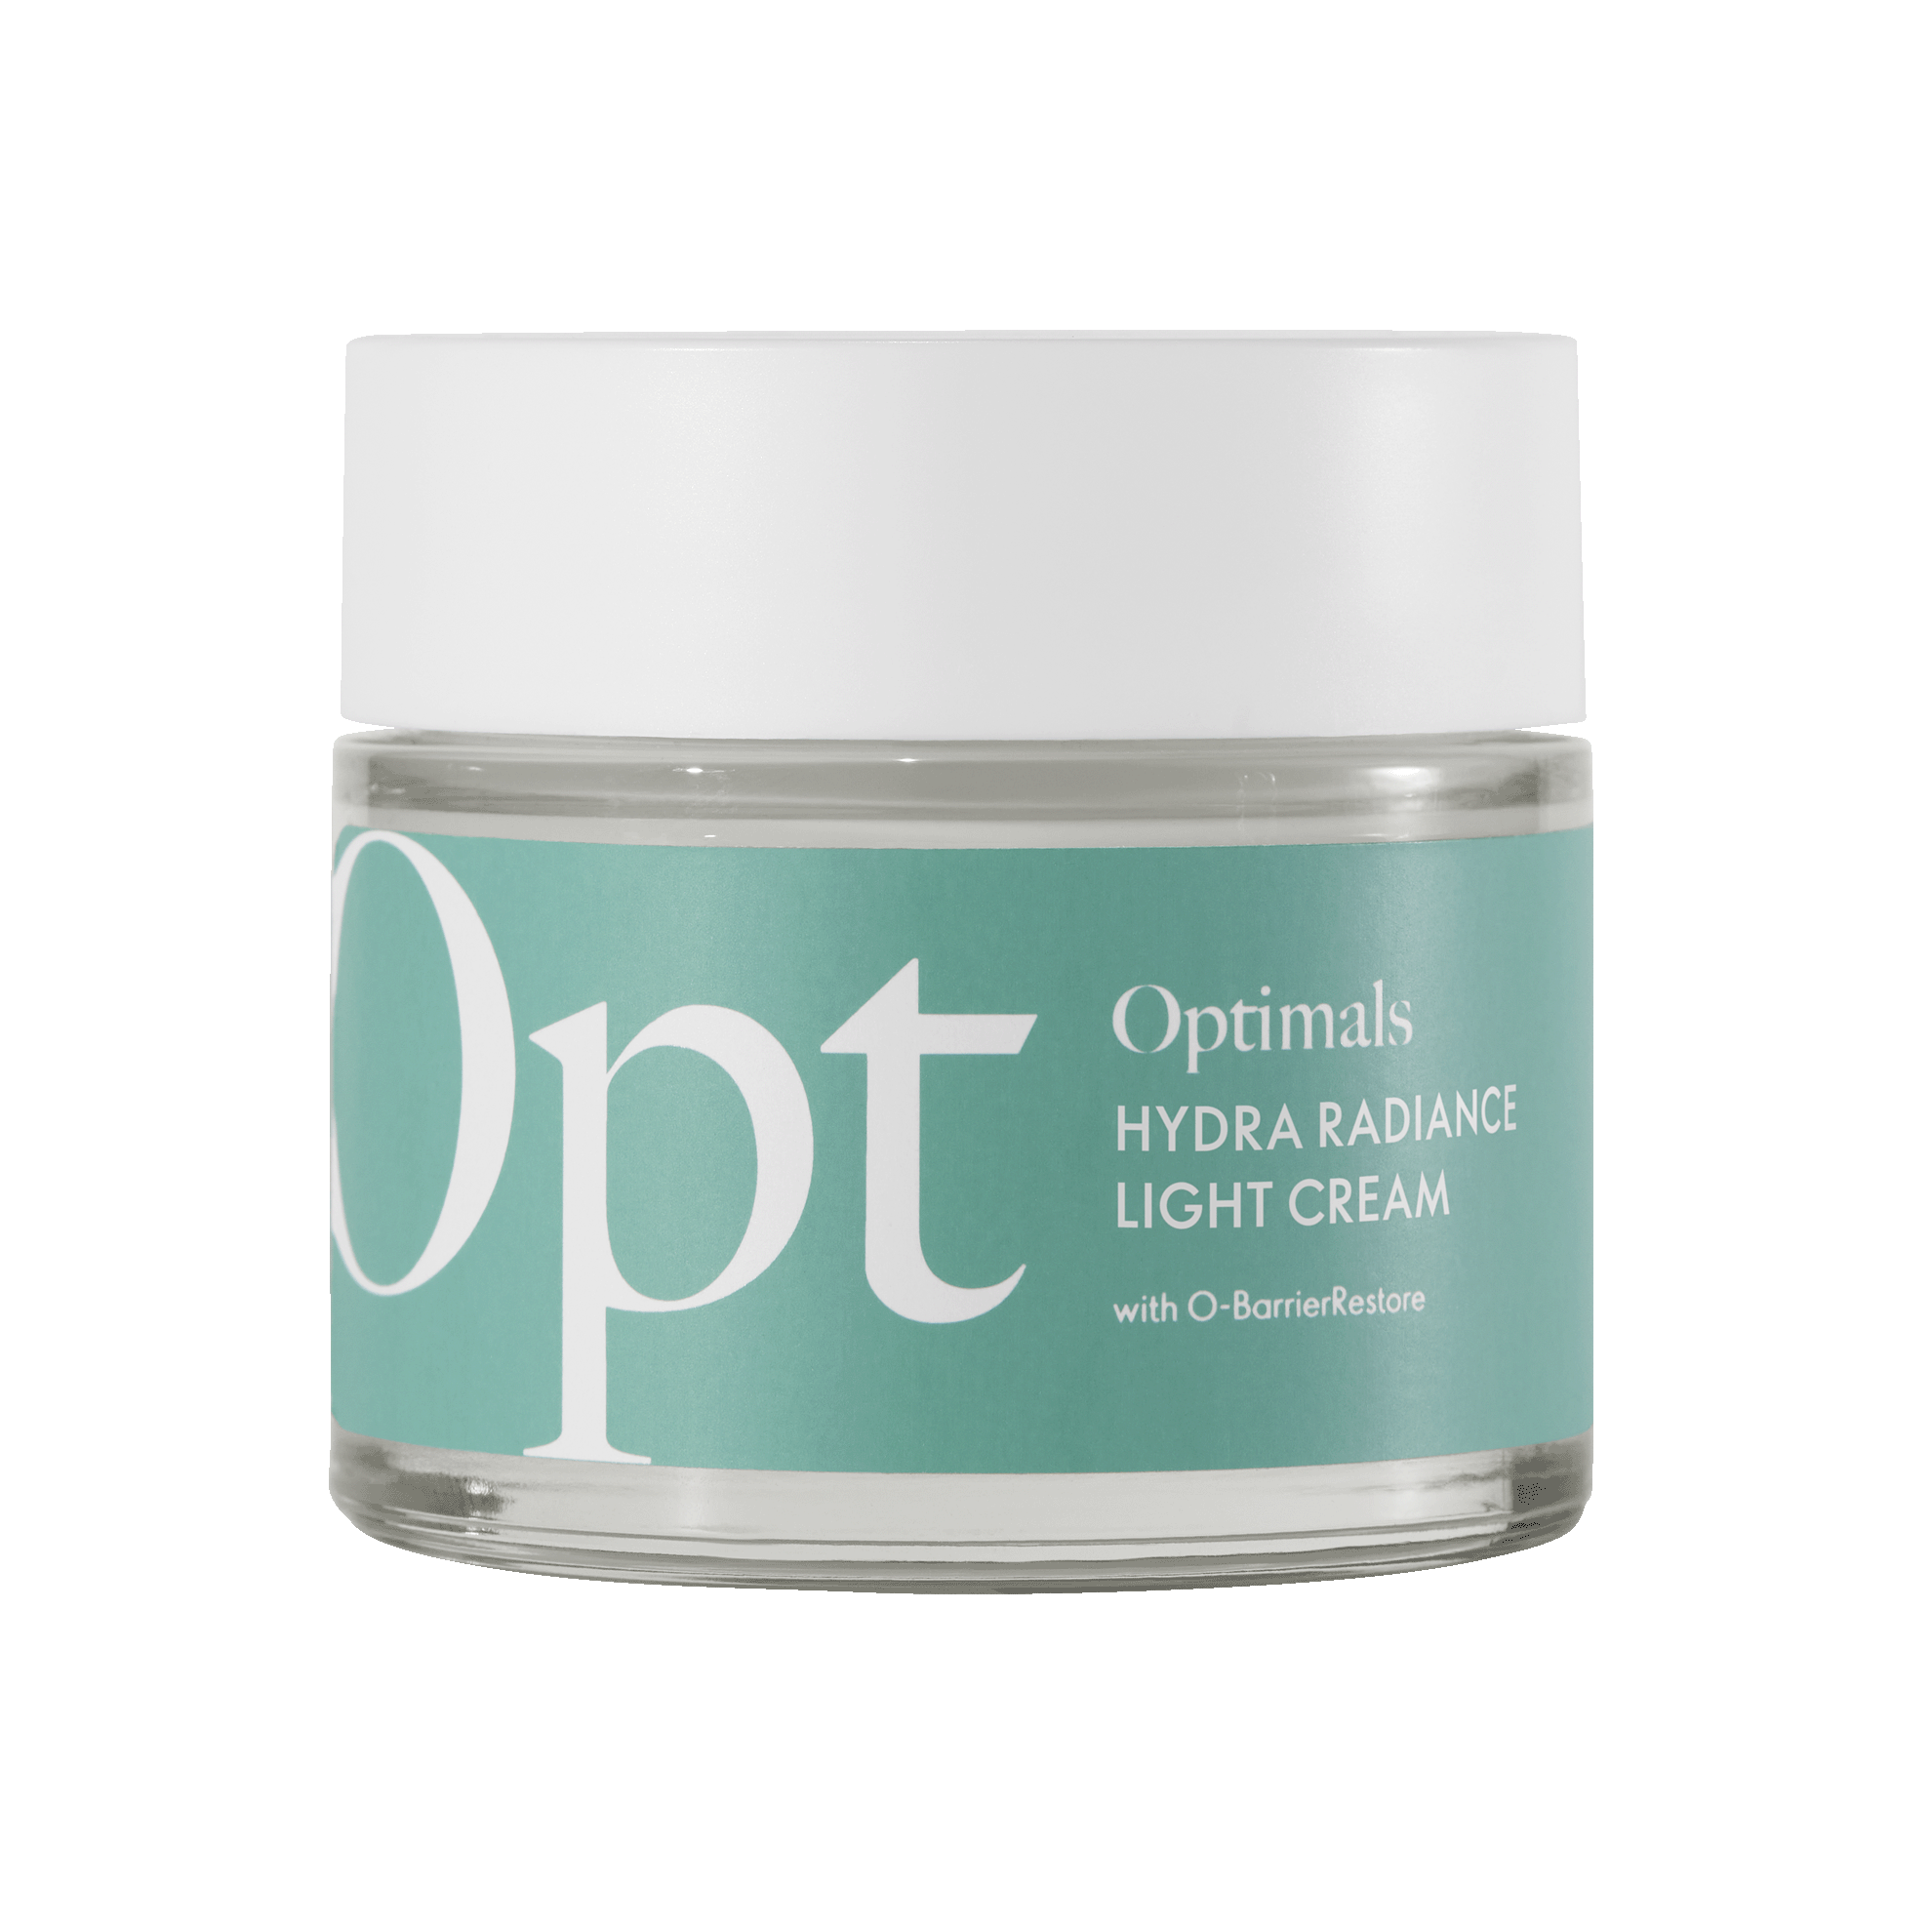 Opt
Optimals
HYDRA RADIANCE
LIGHT CREAM
with O-BarrierRestore